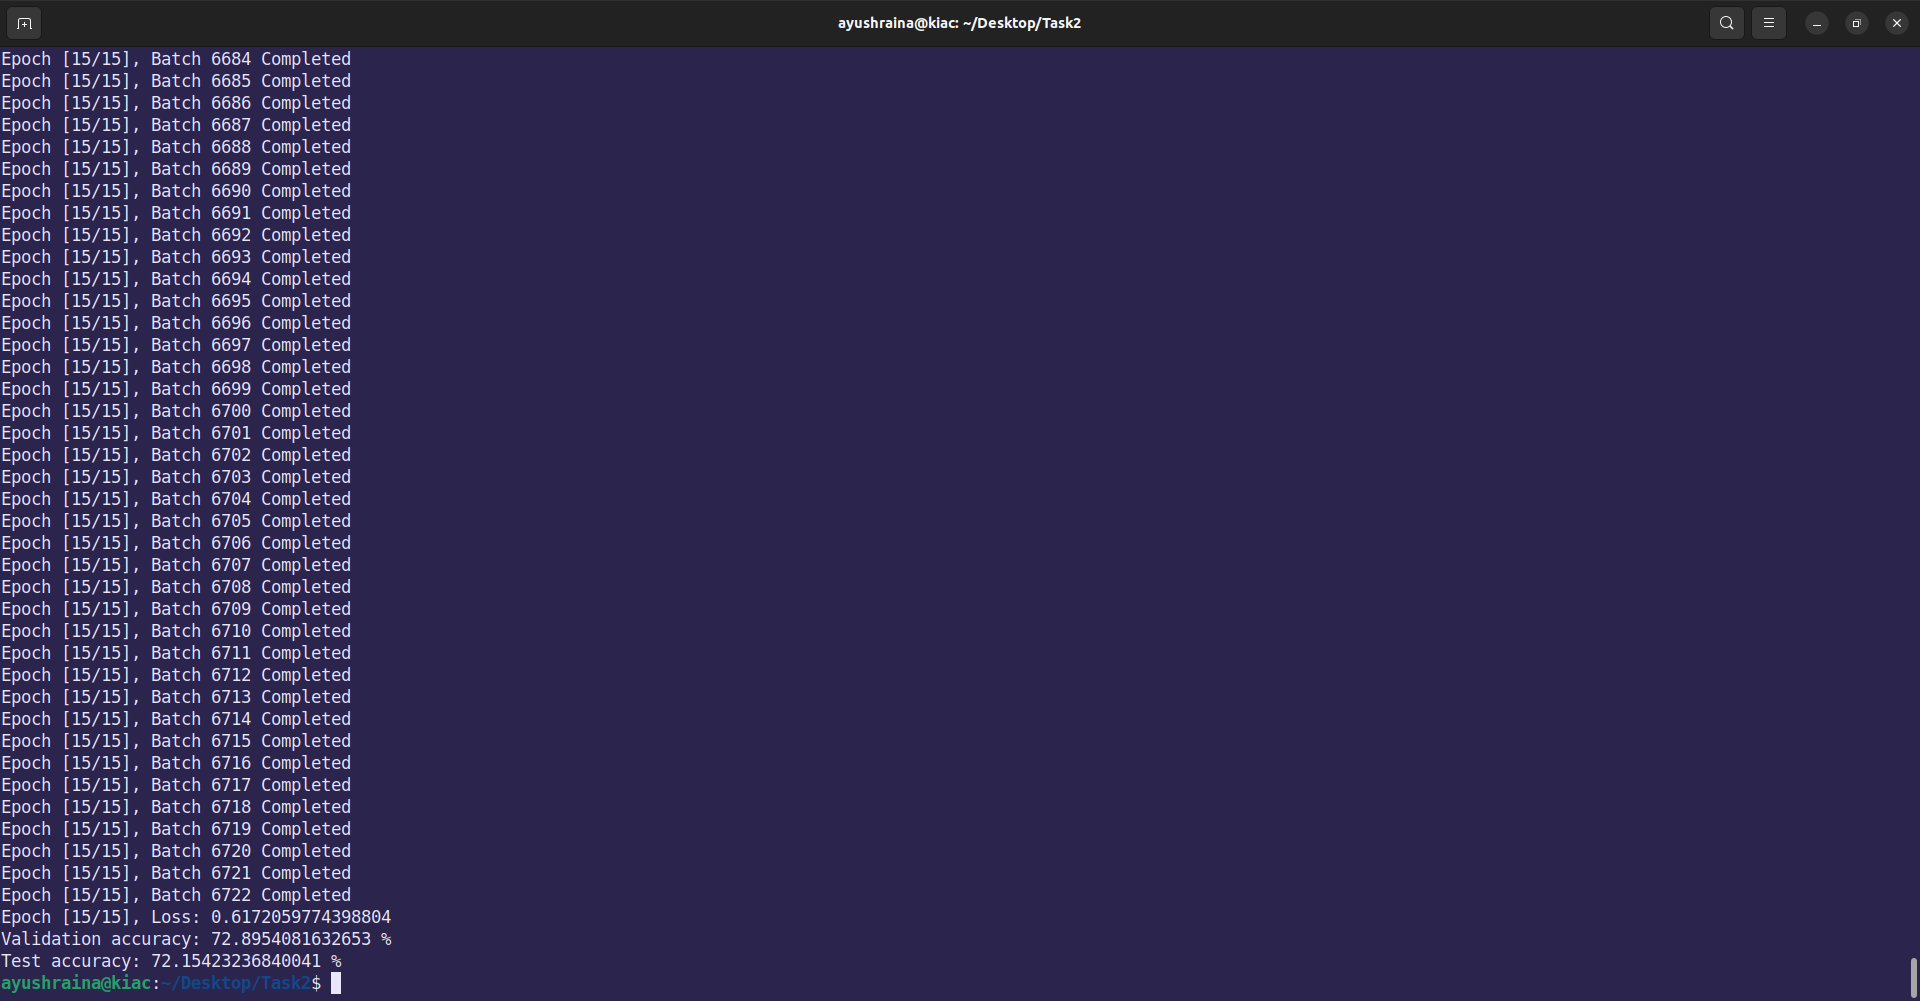 ayushraina@kiac: ~/Desktop/Task2
Epoch [15/15], Batch 6684 Completed
Epoch [15/15], Batch 6685 Completed
Epoch [15/15], Batch 6686 Completed
Epoch [15/15], Batch 6687 Completed
Epoch [15/15], Batch 6688 Completed
Epoch [15/15], Batch 6689 Completed
Epoch [15/15], Batch 6690 Completed
Epoch [15/15], Batch 6691 Completed
Epoch [15/15], Batch 6692 Completed
Epoch [15/15], Batch 6693 Completed
Epoch [15/15], Batch 6694 Completed
Epoch [15/15], Batch 6695 Completed
Epoch [15/15], Batch 6696 Completed
Epoch [15/15], Batch 6697 Completed
Epoch [15/15], Batch 6698 Completed
Epoch [15/15], Batch 6699 Completed
Epoch [15/15], Batch 6700 Completed
Epoch [15/15], Batch 6701 Completed
Epoch [15/15], Batch 6702 Completed
Epoch [15/15], Batch 6703 Completed
Epoch [15/15], Batch 6704 Completed
Epoch [15/15], Batch 6705 Completed
Epoch [15/15], Batch 6706 Completed
Epoch [15/15], Batch 6707 Completed
Epoch [15/15], Batch 6708 Completed
Epoch [15/15], Batch 6709 Completed
Epoch [15/15], Batch 6710 Completed
Epoch [15/15], Batch 6711 Completed
Epoch [15/15], Batch 6712 Completed
Epoch [15/15], Batch 6713 Completed
Epoch [15/15], Batch 6714 Completed
Epoch [15/15], Batch 6715 Completed
Epoch [15/15], Batch 6716 Completed
Epoch [15/15], Batch 6717 Completed
Epoch [15/15], Batch 6718 Completed
Epoch [15/15], Batch 6719 Completed
Epoch [15/15], Batch 6720 Completed
Epoch [15/15], Batch 6721 Completed
Epoch [15/15], Batch 6722 Completed
Epoch [15/15], Loss: 0.6172059774398804
Validation accuracy: 72.8954081632653 %
Test accuracy: 72.15423236840041 %
ayushraina@kiac:~/Desktop/Task2$